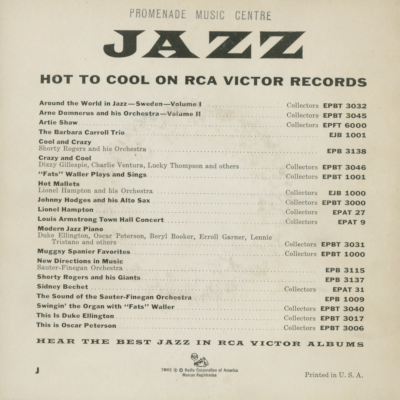 PROMENADE MUSIC CENTRE
JAZZ
HOT TO COOL ON RCA VICTOR RECORDS
Around the World in Jazz—Sweden—Volume I Collectors EPBT 3032
Arne Domnerus and his Orchestra—Volume II Collectors EPBT 3045
Artie Shaw Collectors EPFT 6000
The Barbara Carroll Trio EJB 1001
Cool and Crazy
Shorty Rogers and his Orchestra EPB 3138
Crazy and Cool
Dizzy Gillespie, Charlie Ventura, Lucky Thompson and others Collectors EPBT 3046
"Fats" Waller Plays and Sings Collectors EPBT 1001
Hot Mallets
Lionel Hampton and his Orchestra Collectors EJB 1000
Johnny Hodges and his Alto Sax Collectors EPBT 3000
Lionel Hampton Collectors EPAT 27
Louis Armstrong Town Hall Concert Collectors EPAT 9
Modern Jazz Piano
Duke Ellington, Oscar Peterson, Beryl Booker, Erroll Garner, Lennie
Tristano and others Collectors EPBT 3031
Muggsy Spanier Favorites Collectors EPBT 1000
New Directions in Music
Sauter-Finegan Orchestra EPB 3115
Shorty Rogers and his Giants EPB 3137
Sidney Bechet Collectors EPAT 31
The Sound of the Sauter-Finegan Orchestra EPB 1009
Swingin' the Organ with "Fats" Waller Collectors EPBT 3040
This Is Duke Ellington Collectors EPBT 3017
This is Oscar Peterson Collectors EPBT 3006
HEAR THE BEST JAZZ IN RCA VICTOR ALBUMS
J
Radio Corporation of America
Marcas Registradas
Printed in U. S. A.